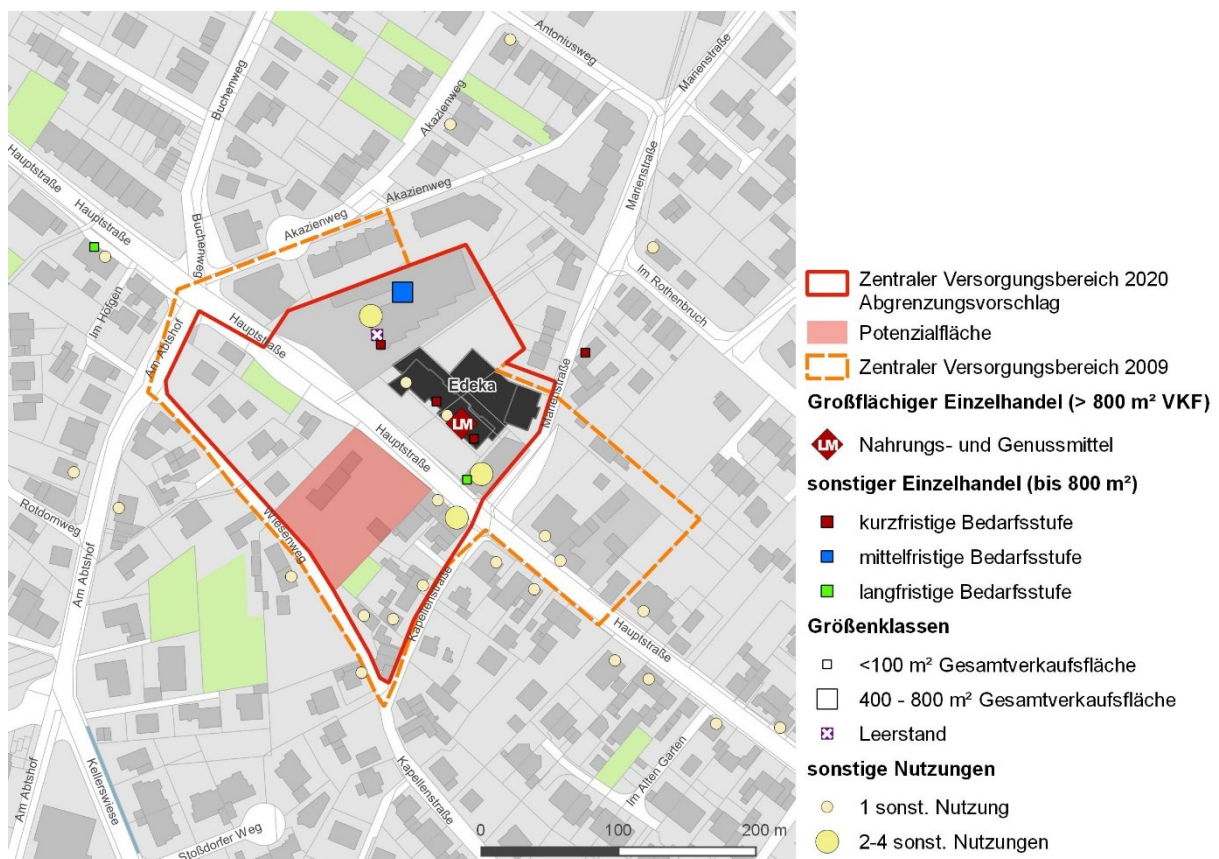 Antoniusweg
Marienstraße
Buchenweg
Akazienweg
Hauptstraße
Marienstraße
Akazienweg
Akazienweg
Hauptstraße
Buchenweg
Im Rothenbruch
Im Höfgen
Am Abtshof
Hauptstraße
Edeka
Marienstraße
LM
Hauptstraße
Rotdornweg
Wiesenweg
Am Abtshof
Kapellenstraße
Hauptstraße
Am Abtshof
Kellerswiese
Kapellenstraße
Im Alten Garten
Stoßdorfer Weg
0 100 200 m
Zentraler Versorgungsbereich 2020
Abgrenzungsvorschlag
Potenzialfläche
Zentraler Versorgungsbereich 2009
Großflächiger Einzelhandel (> 800 m² VKF)
LM Nahrungs- und Genussmittel
sonstiger Einzelhandel (bis 800 m²)
kurzfristige Bedarfsstufe
mittelfristige Bedarfsstufe
langfristige Bedarfsstufe
Größenklassen
<100 m² Gesamtverkaufsfläche
400 - 800 m² Gesamtverkaufsfläche
Leerstand
sonstige Nutzungen
1 sonst. Nutzung
2-4 sonst. Nutzungen